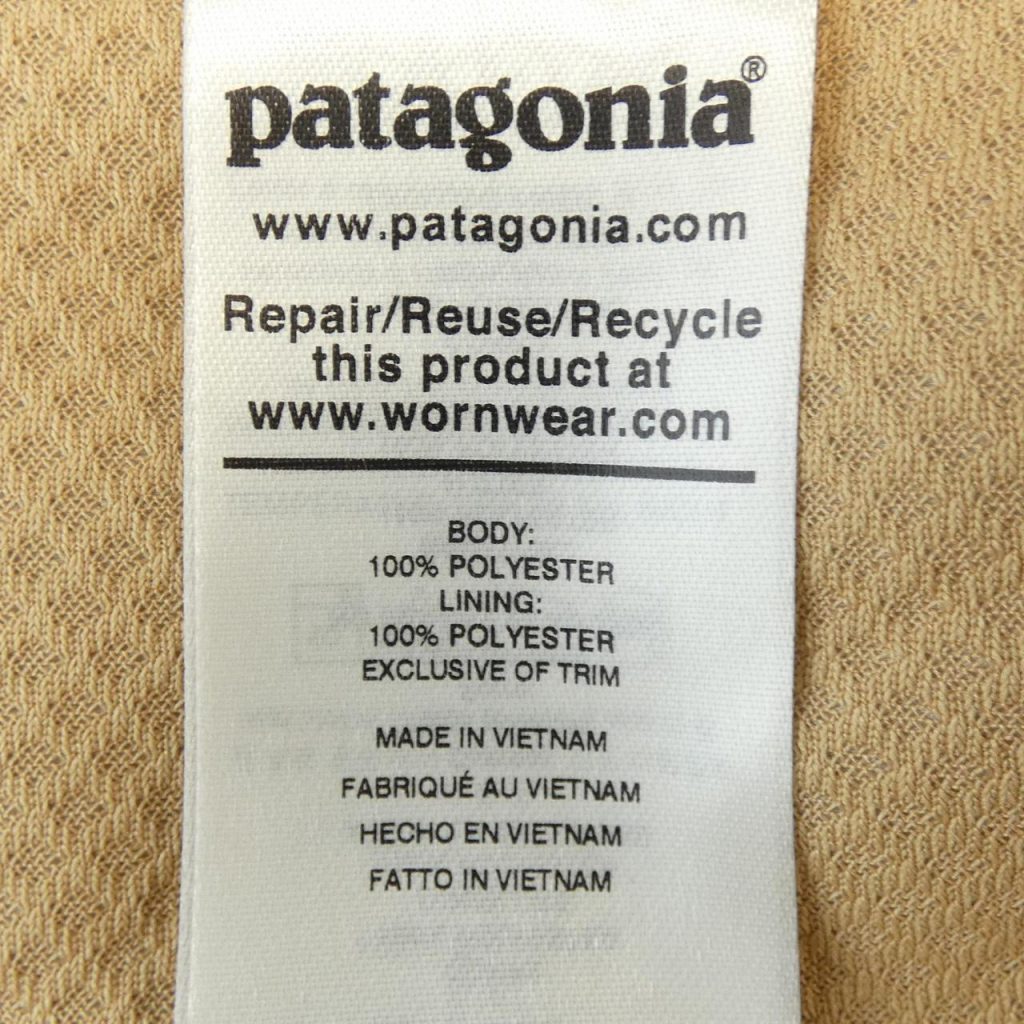 patagonia®
www.patagonia.com
Repair/Reuse/Recycle
this product at
www.wornwear.com
BODY:
100% POLYESTER
LINING:
100% POLYESTER
EXCLUSIVE OF TRIM
MADE IN VIETNAM
FABRIQUÉ AU VIETNAM
HECHO EN VIETNAM
FATTO IN VIETNAM